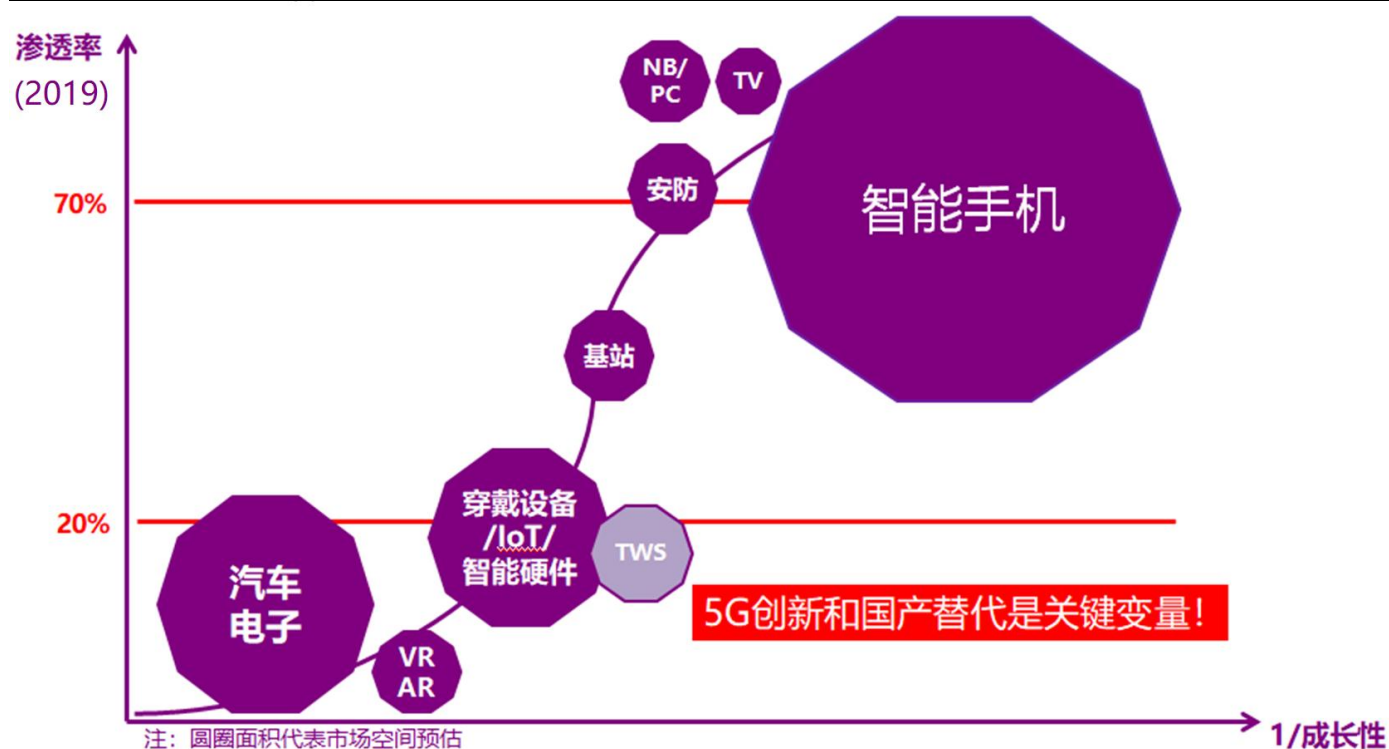 渗透率
(2019)
NB/
PC
TV
智能手机
70%
安防
基站
20%
穿戴设备
/IoT/
智能硬件
TWS
汽车
电子
5G创新和国产替代是关键变量!
VR
AR
注：圆圈面积代表市场空间预估
1/成长性